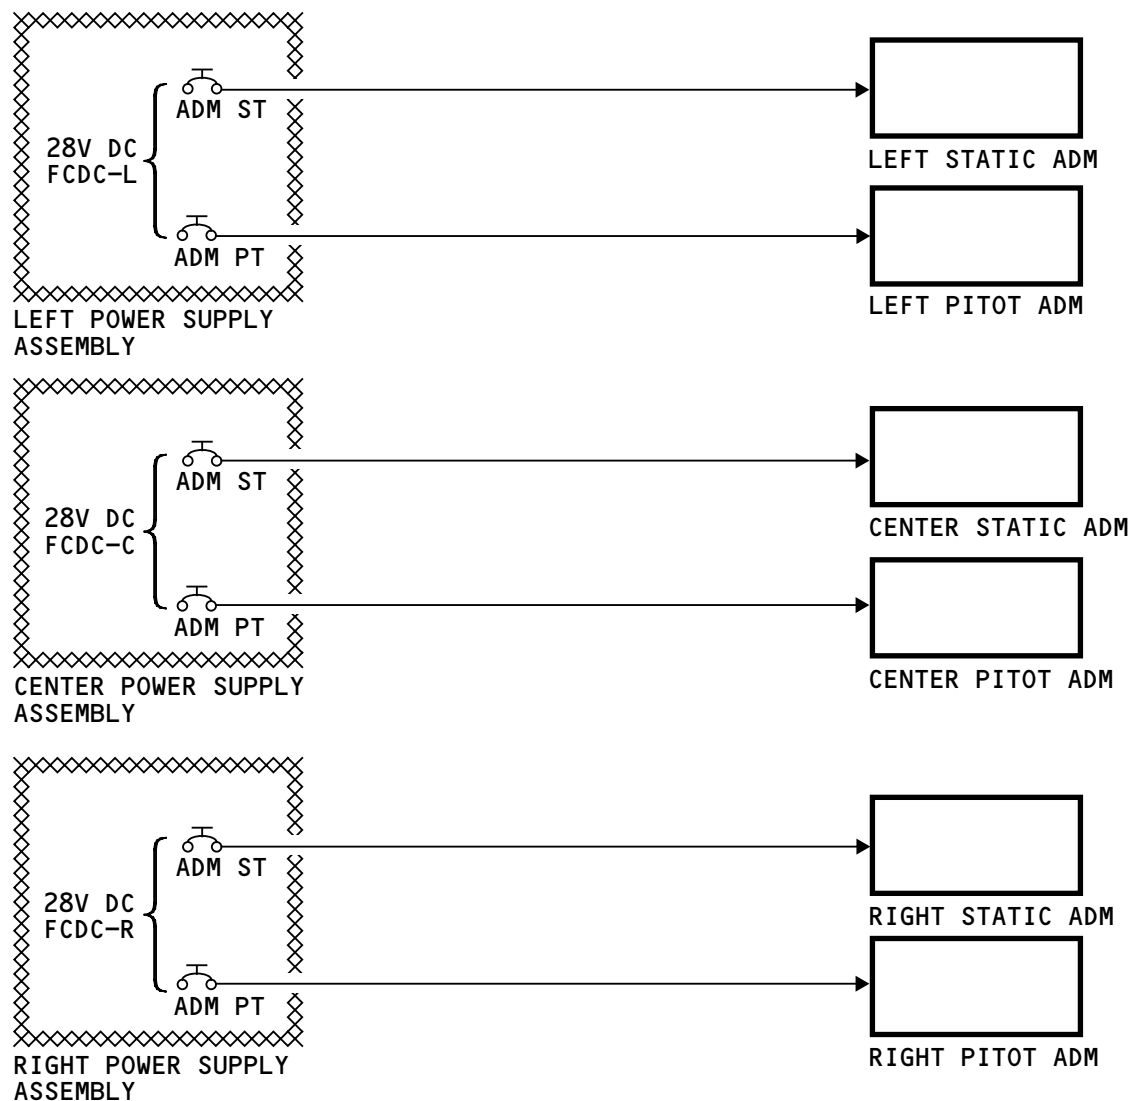 ADM ST
28V DC
FCDC-L
ADM PT
LEFT POWER SUPPLY
ASSEMBLY
LEFT STATIC ADM
LEFT PITOT ADM
ADM ST
28V DC
FCDC-C
ADM PT
CENTER POWER SUPPLY
ASSEMBLY
CENTER STATIC ADM
CENTER PITOT ADM
ADM ST
28V DC
FCDC-R
ADM PT
RIGHT POWER SUPPLY
ASSEMBLY
RIGHT STATIC ADM
RIGHT PITOT ADM